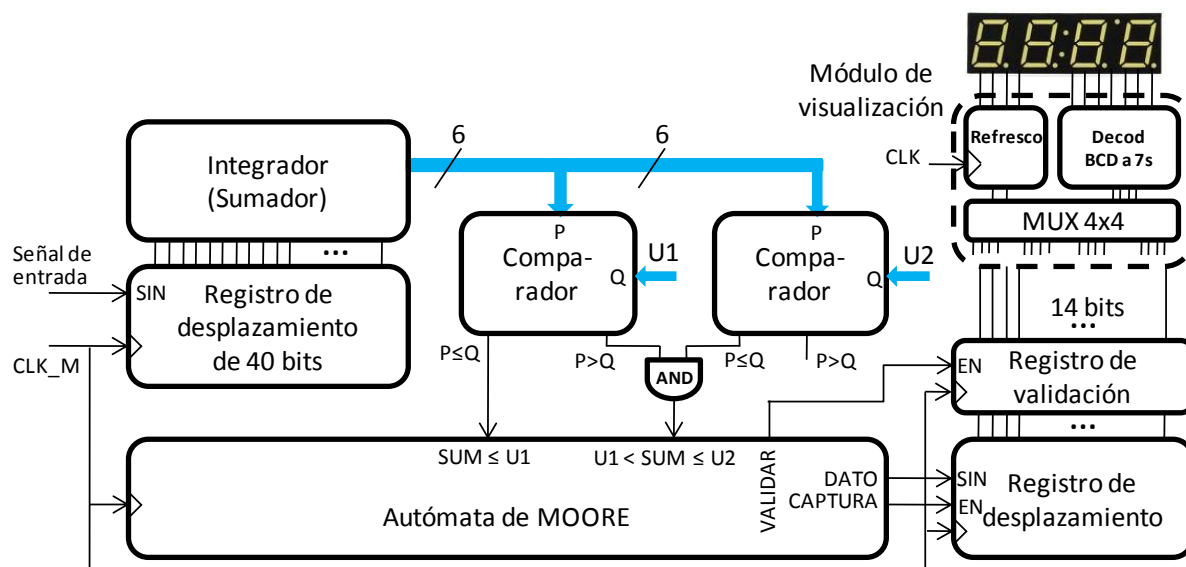 88:88
Módulo de
visualización
Refresco
Decod
BCD a 7s
CLK
MUX 4x4
6
6
Integrador
(Sumador)
...
P
Compa-
rador
Q
U1
P
Compa-
rador
Q
U2
Señal de
entrada
SIN
Registro de
desplazamiento
de 40 bits
CLK_M
P≤Q
P>Q
AND
P≤Q
P>Q
14 bits
...
EN
Registro de
validación
...
SUM ≤ U1
U1 < SUM ≤ U2
VALIDAR
DATO
CAPTURA
Autómata de MOORE
SIN
EN
Registro de
desplazamiento